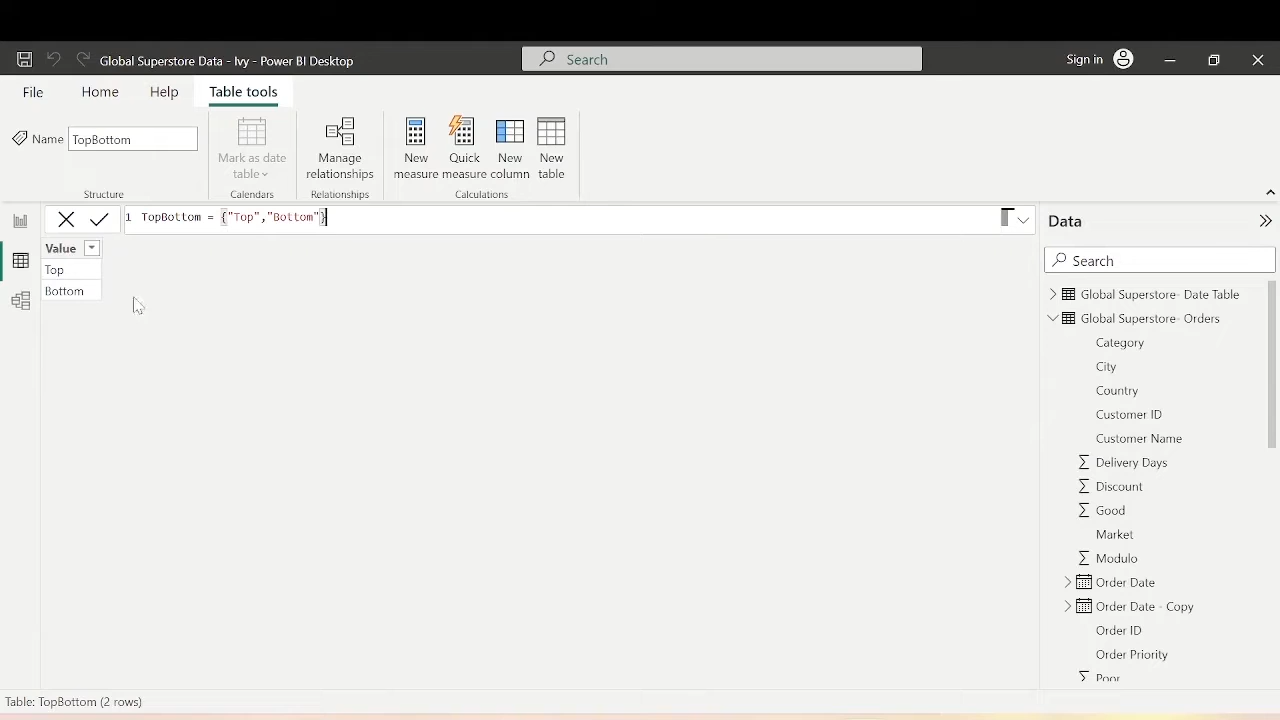 Global Superstore Data - Ivy - Power BI Desktop
Search
Sign in
File
Home
Help
Table tools
Name
TopBottom
Mark as date
table
Manage
relationships
New
measure
Quick
measure
New
column
New
table
Structure
Calendars
Relationships
Calculations
1 TopBottom = {"Top","Bottom"}
Value
Top
Bottom
Data
Search
Global Superstore- Date Table
Global Superstore- Orders
Category
City
Country
Customer ID
Customer Name
Delivery Days
Discount
Good
Market
Modulo
Order Date
Order Date - Copy
Order ID
Order Priority
Poor
Table: TopBottom (2 rows)